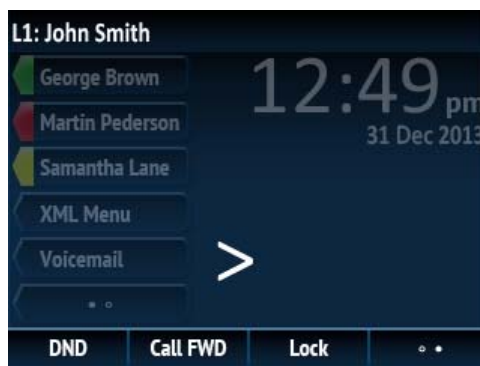 L1: John Smith
George Brown
12:49 pm
Martin Pederson
31 Dec 2013
Samantha Lane
XML Menu
Voicemail
>
DND Call FWD Lock